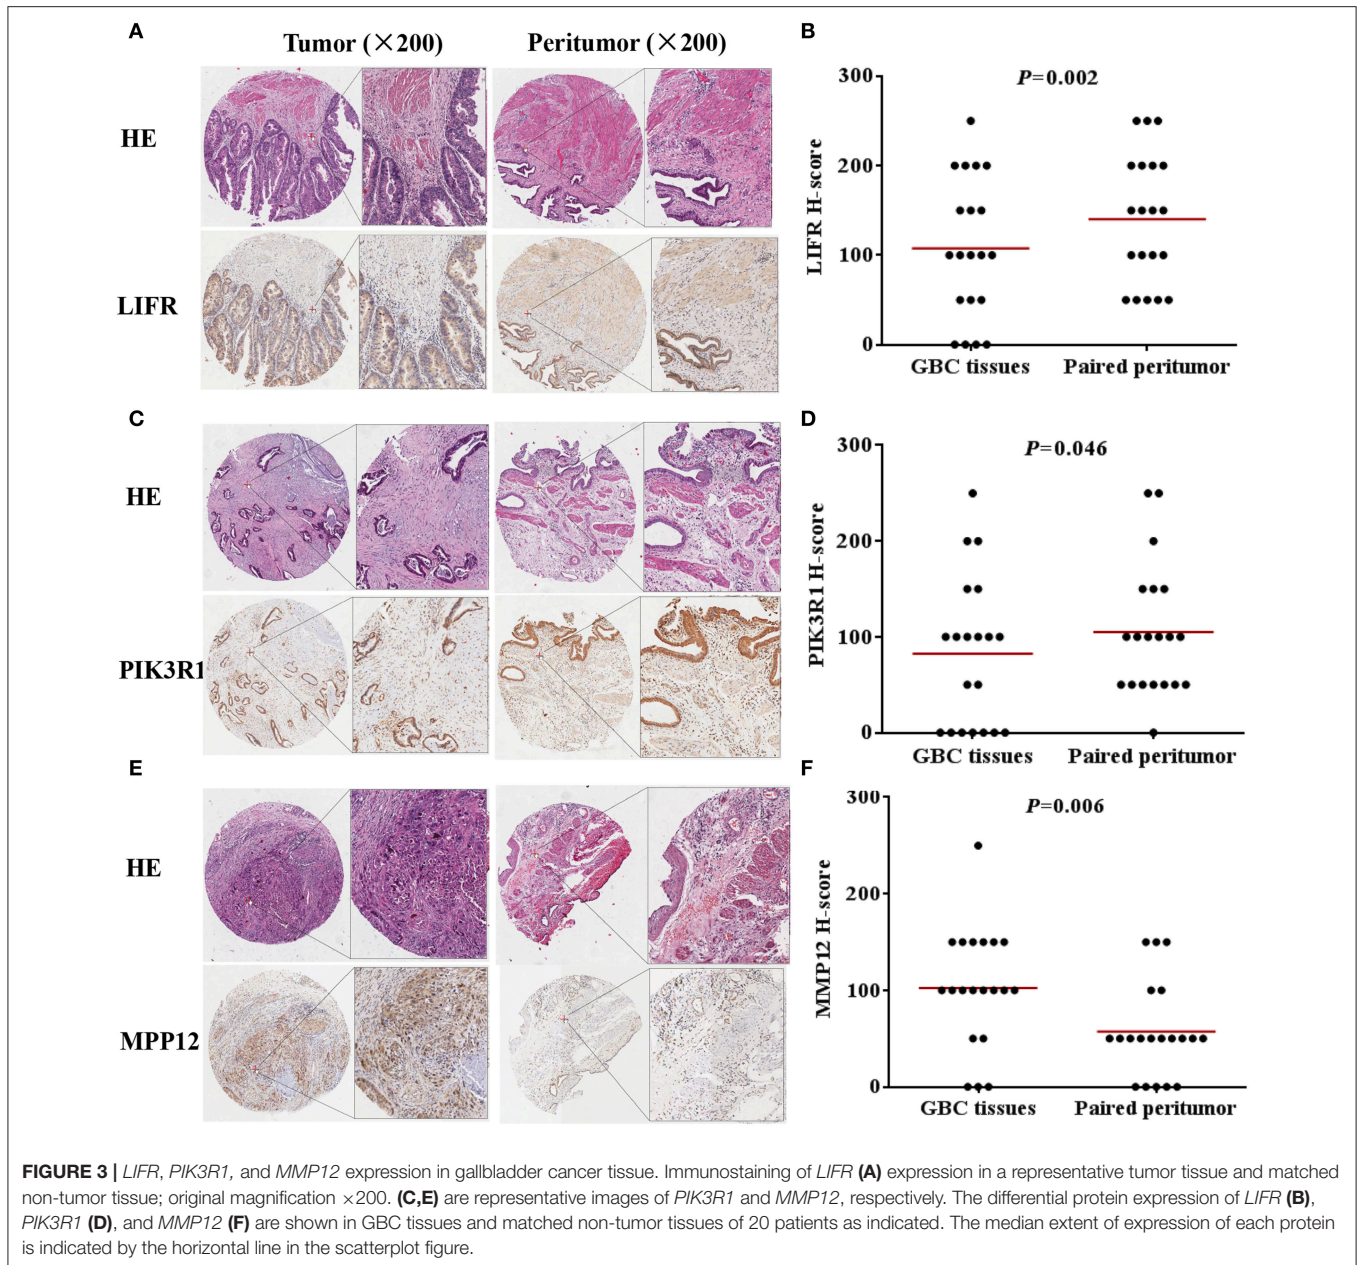 A
Tumor (×200)
Peritumor (×200)
HE
LIFR
B
P=0.002
LIFR H-score
300
200
100
0
GBC tissues
Paired peritumor
C
HE
PIK3R1
D
P=0.046
PIK3R1 H-score
300
200
100
0
GBC tissues
Paired peritumor
E
HE
MPP12
F
P=0.006
MMP12 H-score
300
200
100
0
GBC tissues
Paired peritumor
FIGURE 3 | LIFR, PIK3R1, and MMP12 expression in gallbladder cancer tissue. Immunostaining of LIFR (A) expression in a representative tumor tissue and matched
non-tumor tissue; original magnification ×200. (C,E) are representative images of PIK3R1 and MMP12, respectively. The differential protein expression of LIFR (B),
PIK3R1 (D), and MMP12 (F) are shown in GBC tissues and matched non-tumor tissues of 20 patients as indicated. The median extent of expression of each protein
is indicated by the horizontal line in the scatterplot figure.